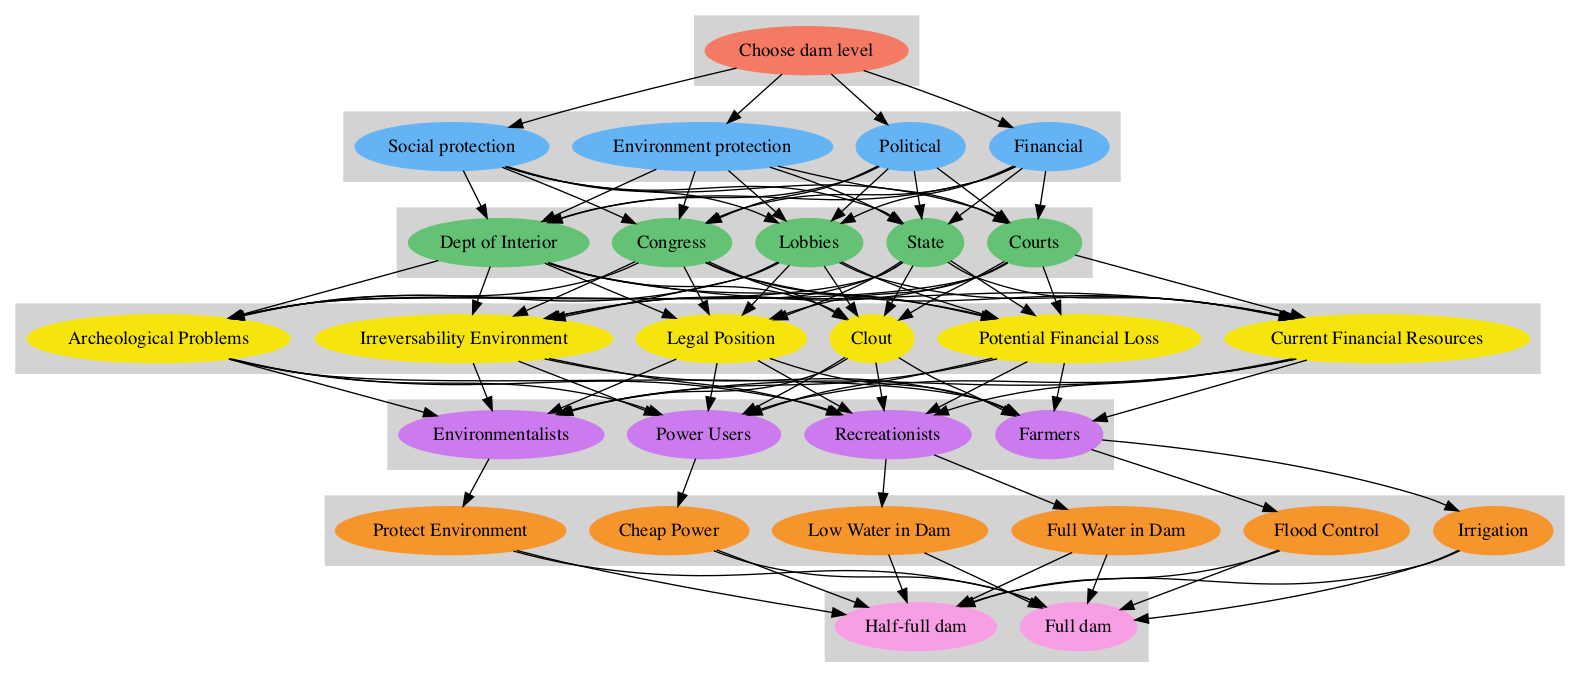 Choose dam level
Social protection
Environment protection
Political
Financial
Dept of Interior
Congress
Lobbies
State
Courts
Archeological Problems
Irreversability Environment
Legal Position
Clout
Potential Financial Loss
Current Financial Resources
Environmentalists
Power Users
Recreationists
Farmers
Protect Environment
Cheap Power
Low Water in Dam
Full Water in Dam
Flood Control
Irrigation
Half-full dam
Full dam